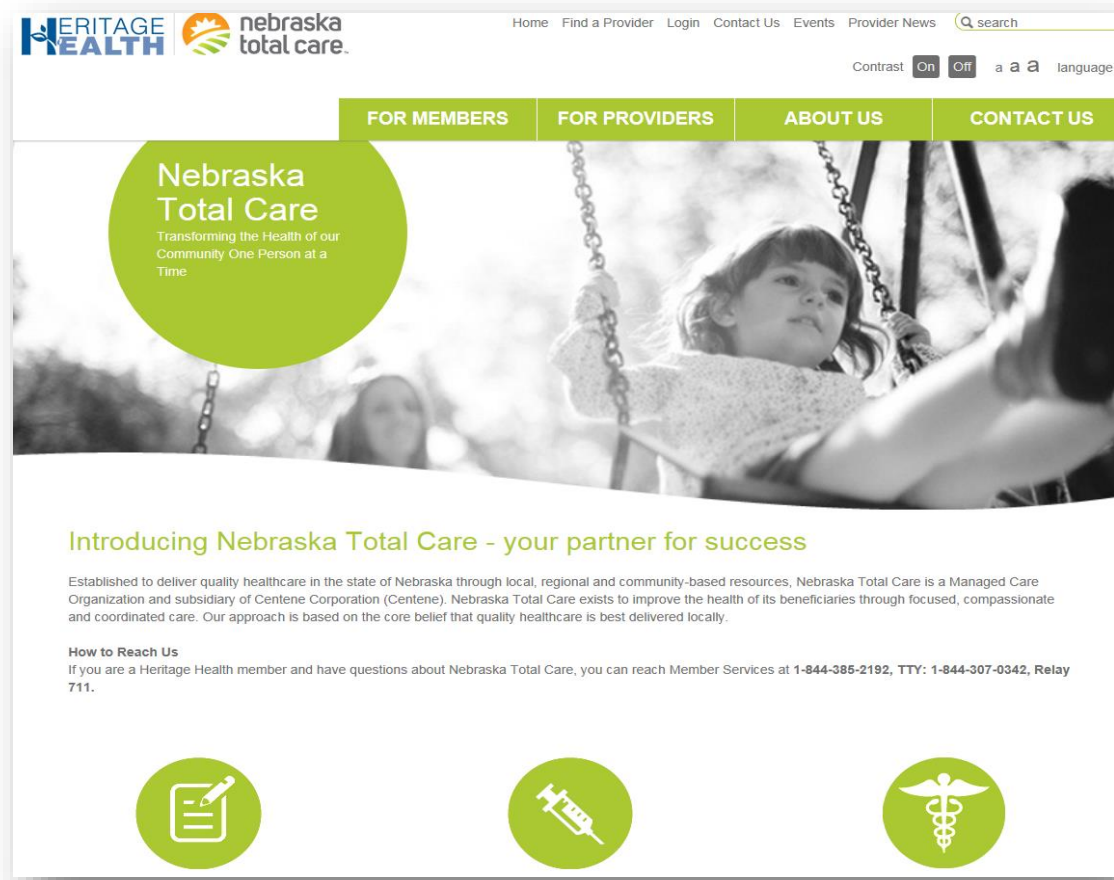 HERITAGE
HEALTH
nebraska
total care
Home Find a Provider Login Contact Us Events Provider News search
Contrast On Off a a a language
FOR MEMBERS FOR PROVIDERS ABOUT US CONTACT US
Nebraska
Total Care
Transforming the Health of our
Community One Person at a
Time
Introducing Nebraska Total Care - your partner for success
Established to deliver quality healthcare in the state of Nebraska through local, regional and community-based resources, Nebraska Total Care is a Managed Care
Organization and subsidiary of Centene Corporation (Centene). Nebraska Total Care exists to improve the health of its beneficiaries through focused, compassionate
and coordinated care. Our approach is based on the core belief that quality healthcare is best delivered locally.
How to Reach Us
If you are a Heritage Health member and have questions about Nebraska Total Care, you can reach Member Services at 1-844-385-2192, TTY: 1-844-307-0342, Relay
711.